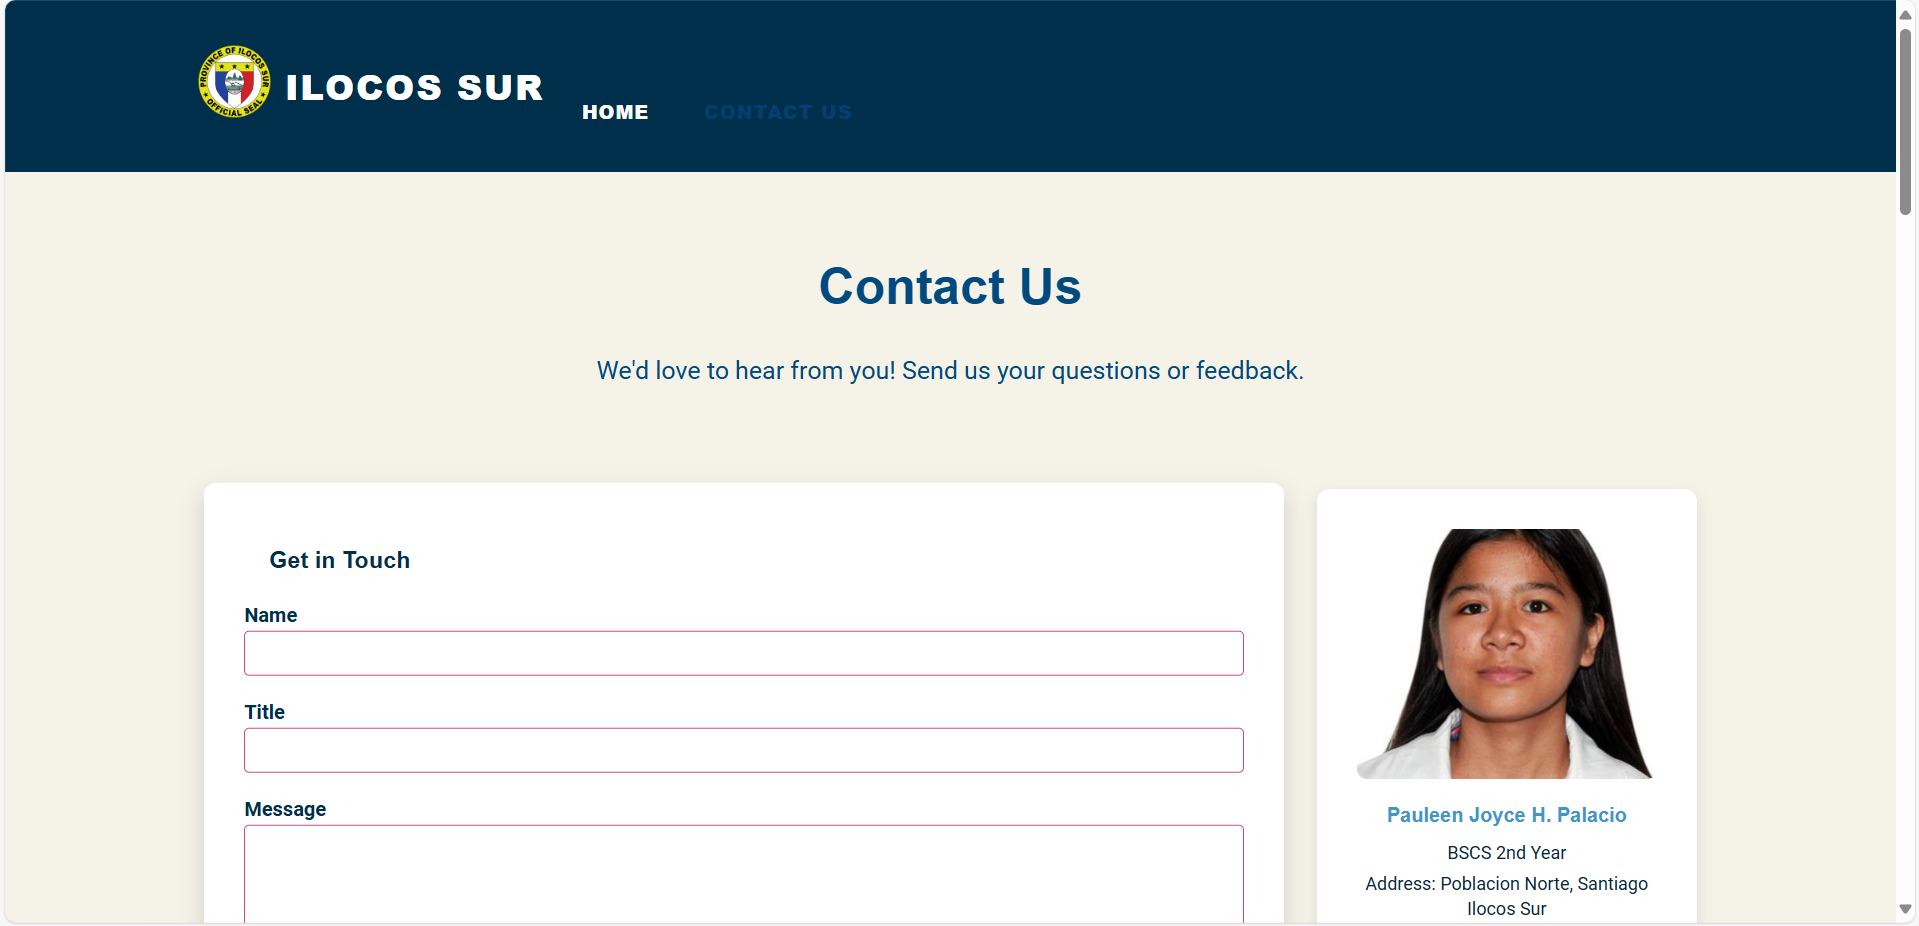 PROVINCE OF ILOCOS SUR
OFFICIAL SEAL
ILOCOS SUR
HOME
CONTACT US
Contact Us
We'd love to hear from you! Send us your questions or feedback.
Get in Touch
Name
Title
Message
Pauleen Joyce H. Palacio
BSCS 2nd Year
Address: Poblacion Norte, Santiago
Ilocos Sur